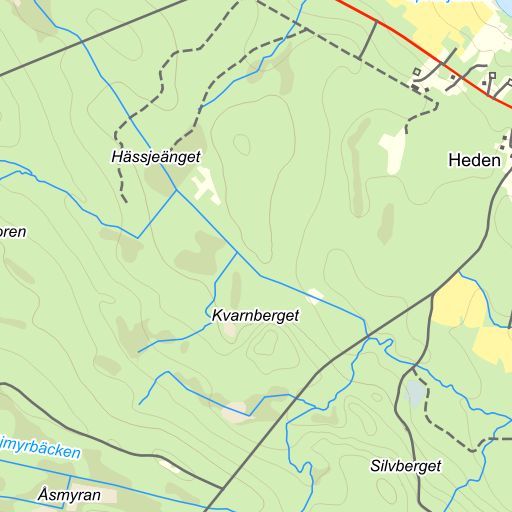 Hässjeänget
Heden
oren
Kvarnberget
imyrbäcken
Silvberget
Åsmyran